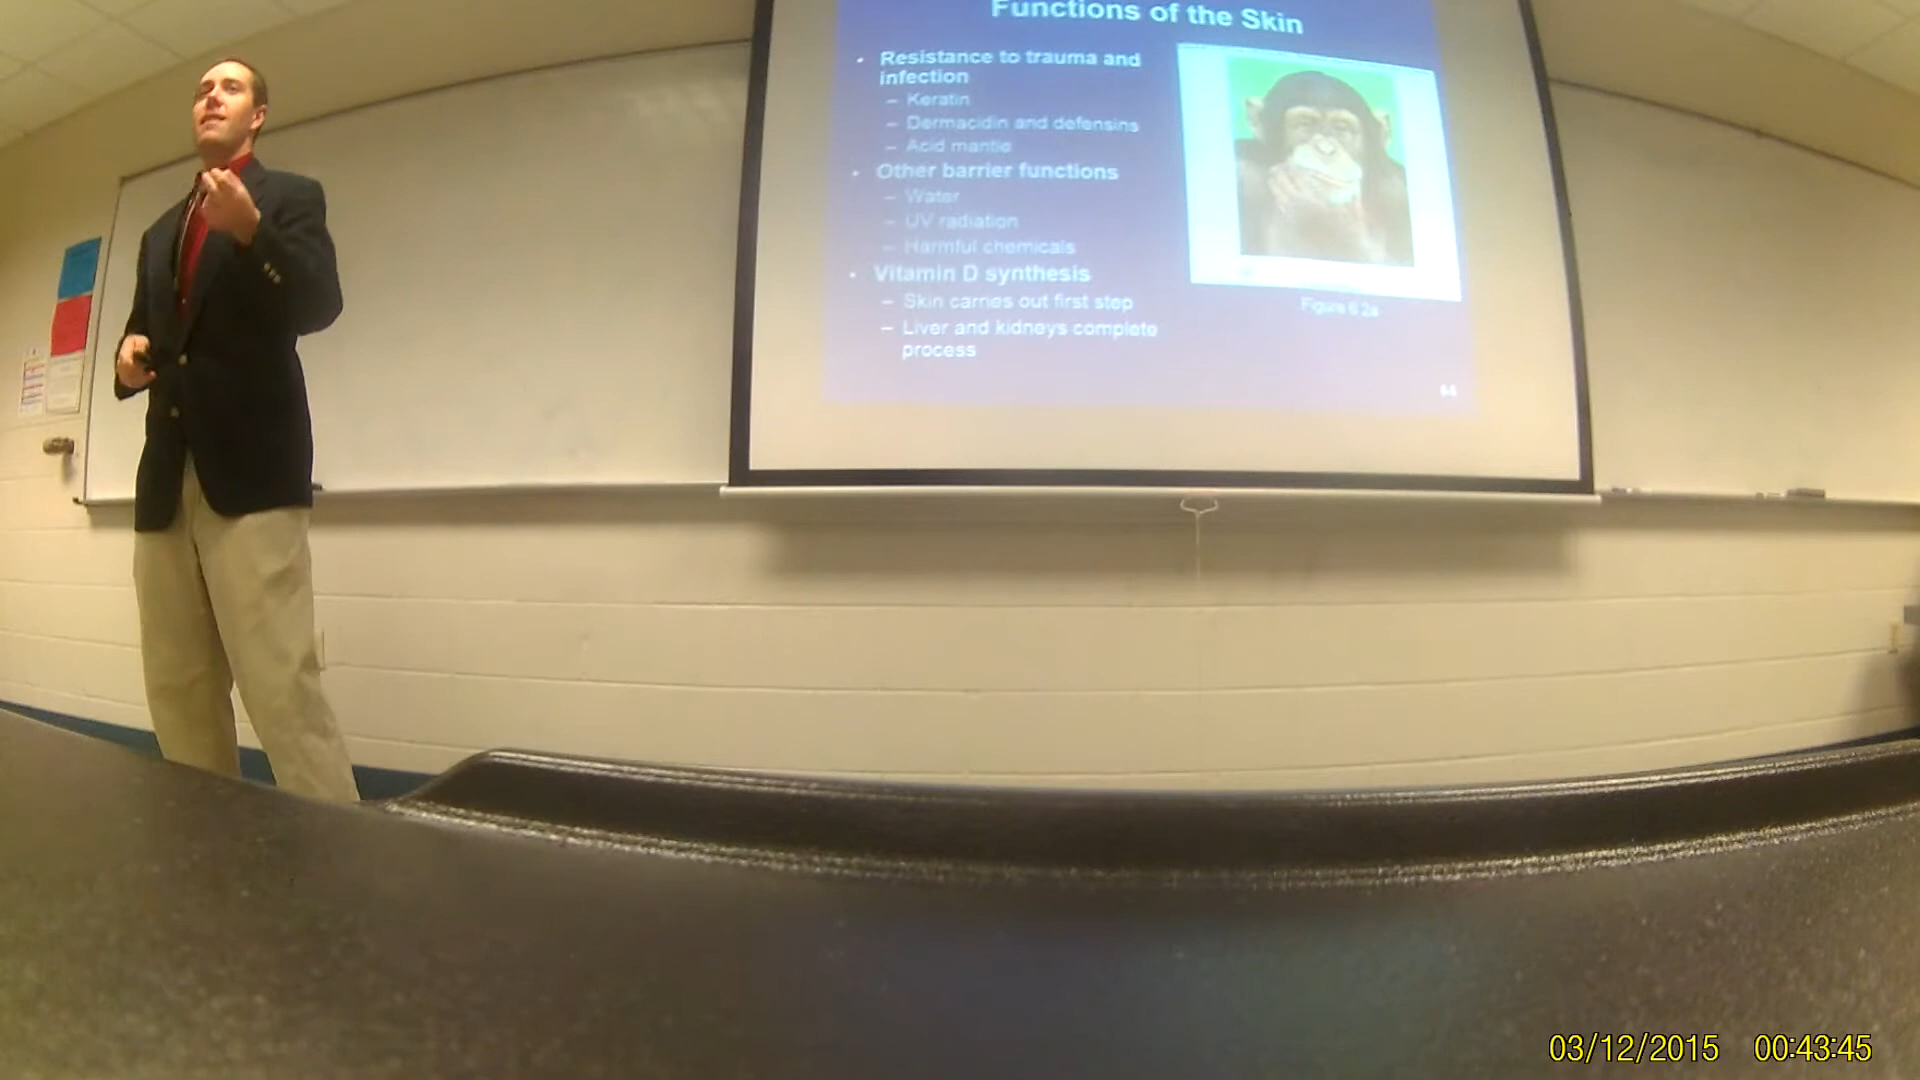 Functions of the Skin
• Resistance to trauma and
infection
– Keratin
– Dermacidin and defensins
– Acid mantle
• Other barrier functions
– Water
– UV radiation
– Harmful chemicals
• Vitamin D synthesis
– Skin carries out first step
– Liver and kidneys complete
process
Figure 6.2a
03/12/2015 00:43:45